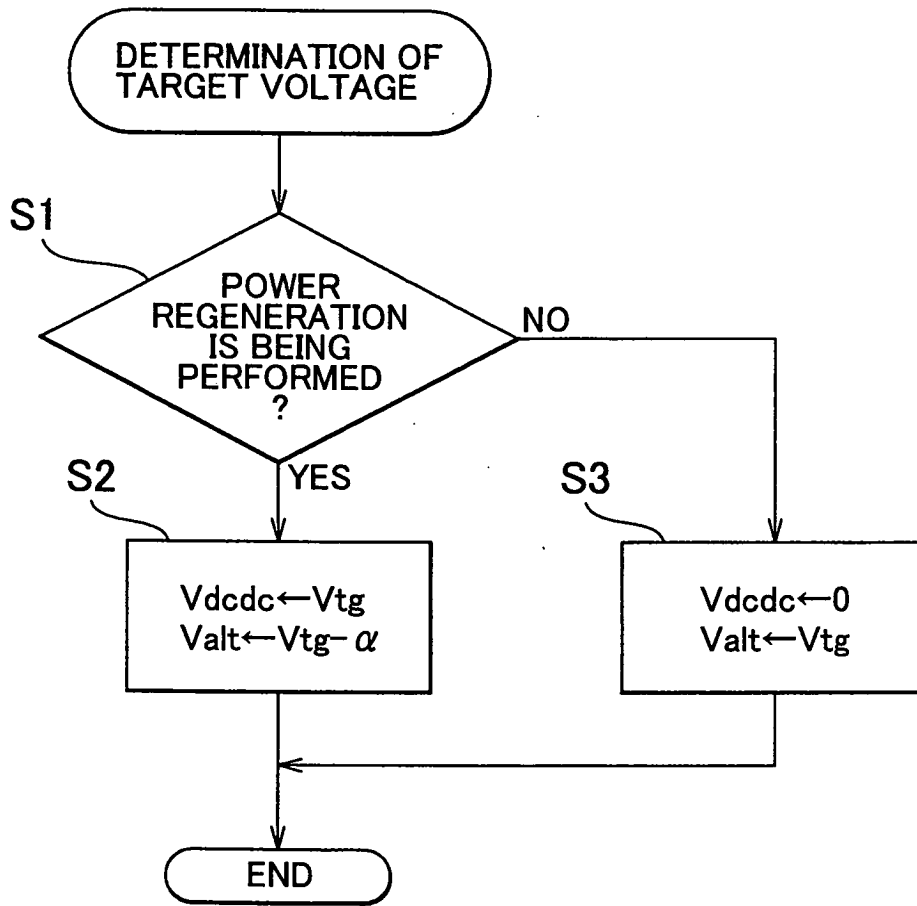 DETERMINATION OF
TARGET VOLTAGE
S1
POWER
REGENERATION
IS BEING
PERFORMED
?
NO
YES
S2
Vdcdc←Vtg
Valt←Vtg-α
S3
Vdcdc←0
Valt←Vtg
END